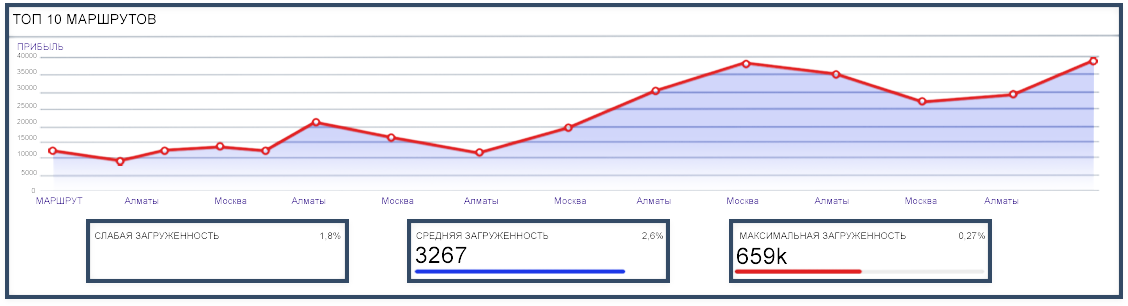 ТОП 10 МАРШРУТОВ
ПРИБЫЛЬ
40000
35000
30000
25000
20000
15000
10000
5000
0
МАРШРУТ Алматы Москва Алматы Москва Алматы Москва Алматы Москва Алматы Москва Алматы
СЛАБАЯ ЗАГРУЖЕННОСТЬ 1,8% СРЕДНЯЯ ЗАГРУЖЕННОСТЬ 2,6% МАКСИМАЛЬНАЯ ЗАГРУЖЕННОСТЬ 0,27%
3267 659k